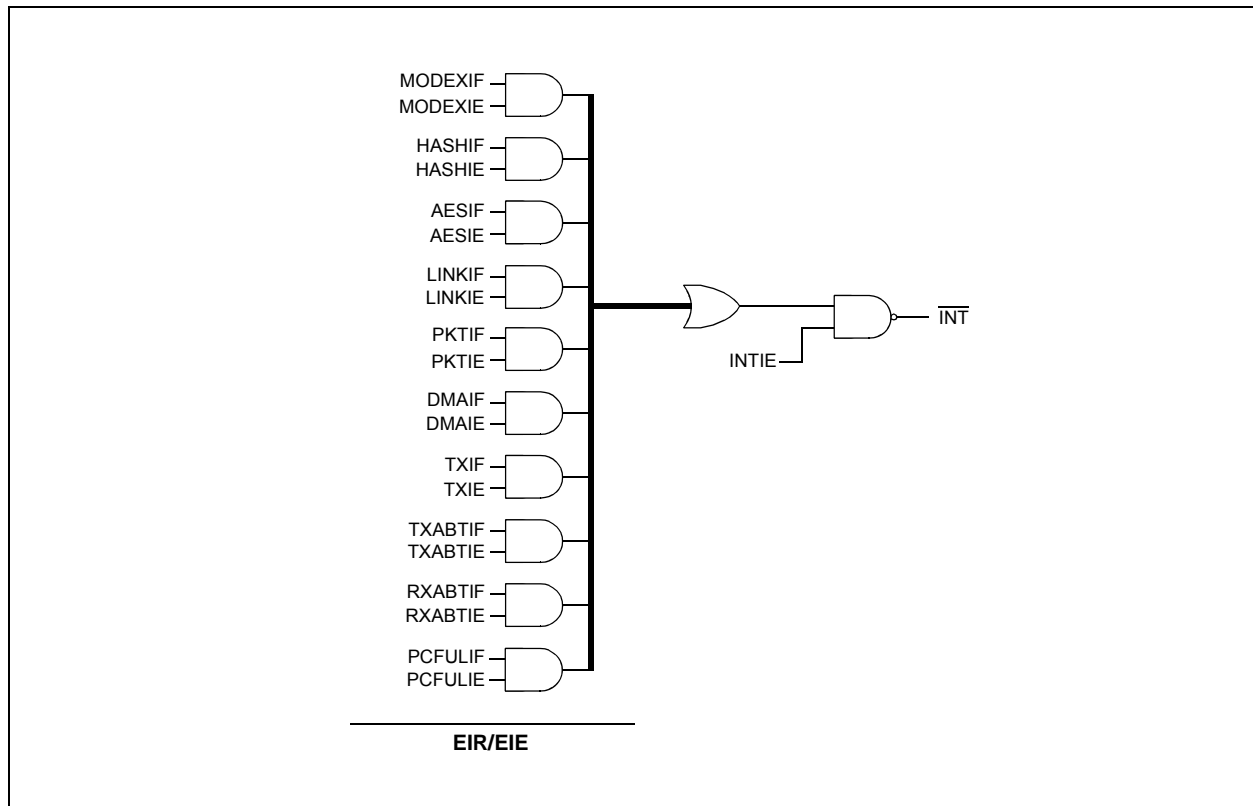 MODEXIF
MODEXIE
HASHIF
HASHIE
AESIF
AESIE
LINKIF
LINKIE
PKTIF
PKTIE
DMAIF
DMAIE
TXIF
TXIE
TXABTIF
TXABTIE
RXABTIF
RXABTIE
PCFULIF
PCFULIE
INTIE
INT
EIR/EIE